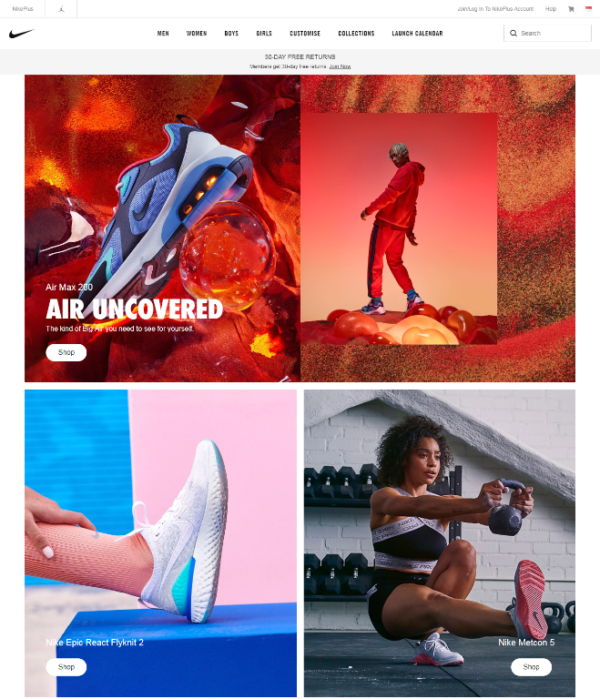 NikePlus
Join/Log In To NikePlus Account
Help
MEN
WOMEN
BOYS
GIRLS
CUSTOMISE
COLLECTIONS
LAUNCH CALENDAR
Search
30-DAY FREE RETURNS
Members get 30-day free returns. Join Now
Air Max 200
AIR UNCOVERED
The kind of Big Air you need to see for yourself.
Shop
Nike Epic React Flyknit 2
Shop
Nike Metcon 5
Shop